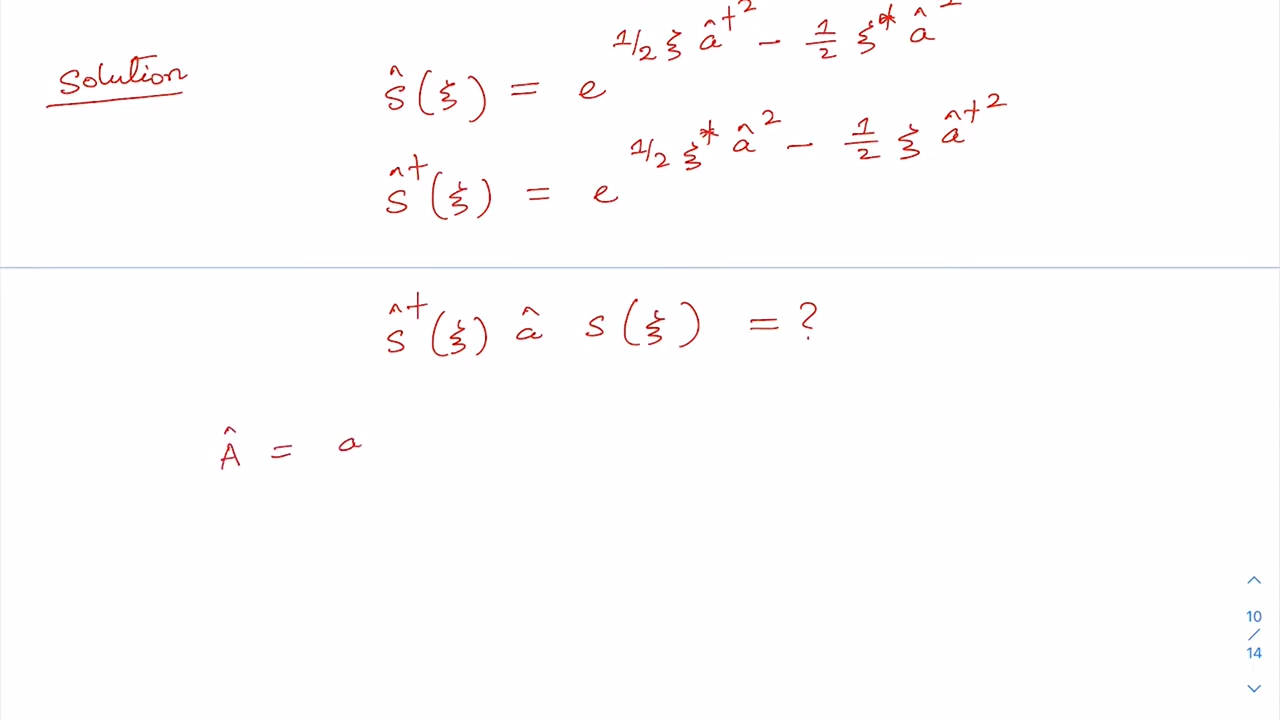 Solution
Ŝ(ξ) = e^{1/2 ξ â†² − 1/2 ξ* â²}
Ŝ†(ξ) = e^{1/2 ξ* â² − 1/2 ξ â†²}
Ŝ†(ξ) â S(ξ) = ?
Â = a
10
/
14